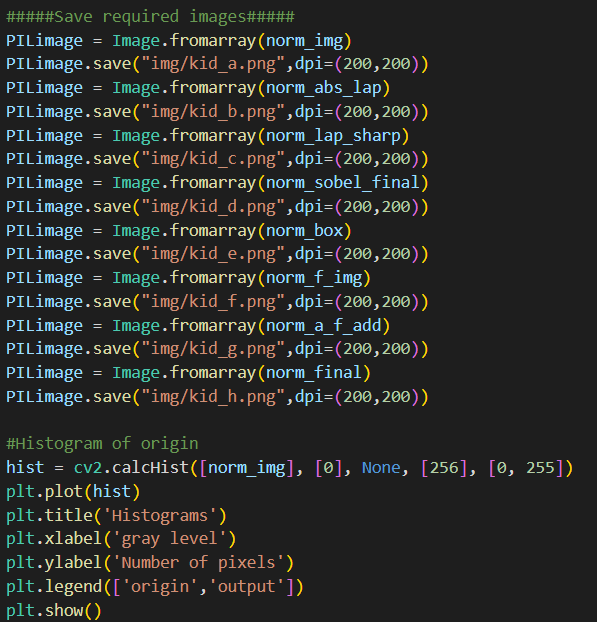 #####Save required images#####
PILimage = Image.fromarray(norm_img)
PILimage.save("img/kid_a.png",dpi=(200,200))
PILimage = Image.fromarray(norm_abs_lap)
PILimage.save("img/kid_b.png",dpi=(200,200))
PILimage = Image.fromarray(norm_lap_sharp)
PILimage.save("img/kid_c.png",dpi=(200,200))
PILimage = Image.fromarray(norm_sobel_final)
PILimage.save("img/kid_d.png",dpi=(200,200))
PILimage = Image.fromarray(norm_box)
PILimage.save("img/kid_e.png",dpi=(200,200))
PILimage = Image.fromarray(norm_f_img)
PILimage.save("img/kid_f.png",dpi=(200,200))
PILimage = Image.fromarray(norm_a_f_add)
PILimage.save("img/kid_g.png",dpi=(200,200))
PILimage = Image.fromarray(norm_final)
PILimage.save("img/kid_h.png",dpi=(200,200))
#Histogram of origin
hist = cv2.calcHist([norm_img], [0], None, [256], [0, 255])
plt.plot(hist)
plt.title('Histograms')
plt.xlabel('gray level')
plt.ylabel('Number of pixels')
plt.legend(['origin','output'])
plt.show()